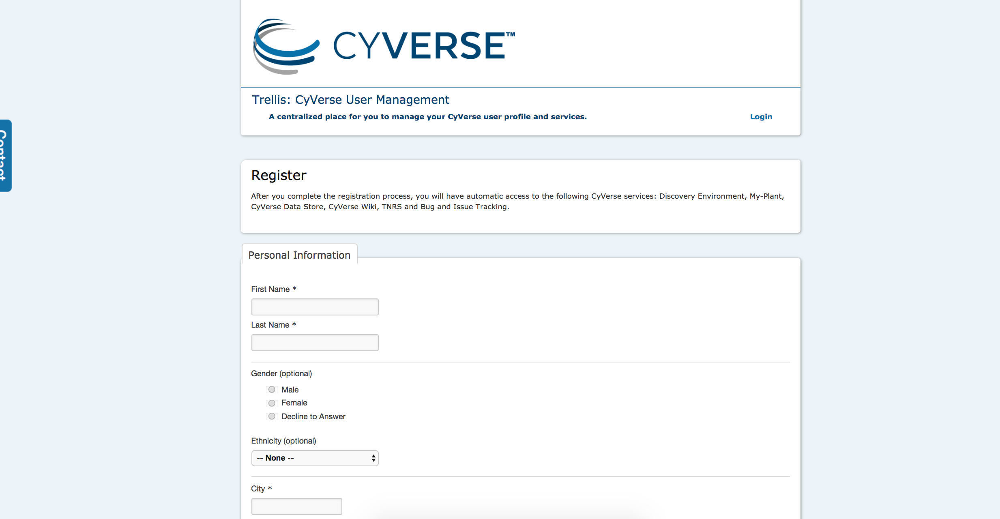 CYVERSE™
Trellis: CyVerse User Management
A centralized place for you to manage your CyVerse user profile and services.
Login
Contact
Register
After you complete the registration process, you will have automatic access to the following CyVerse services: Discovery Environment, My-Plant,
CyVerse Data Store, CyVerse Wiki, TNRS and Bug and Issue Tracking.
Personal Information
First Name *
Last Name *
Gender (optional)
Male
Female
Decline to Answer
Ethnicity (optional)
-- None --
City *